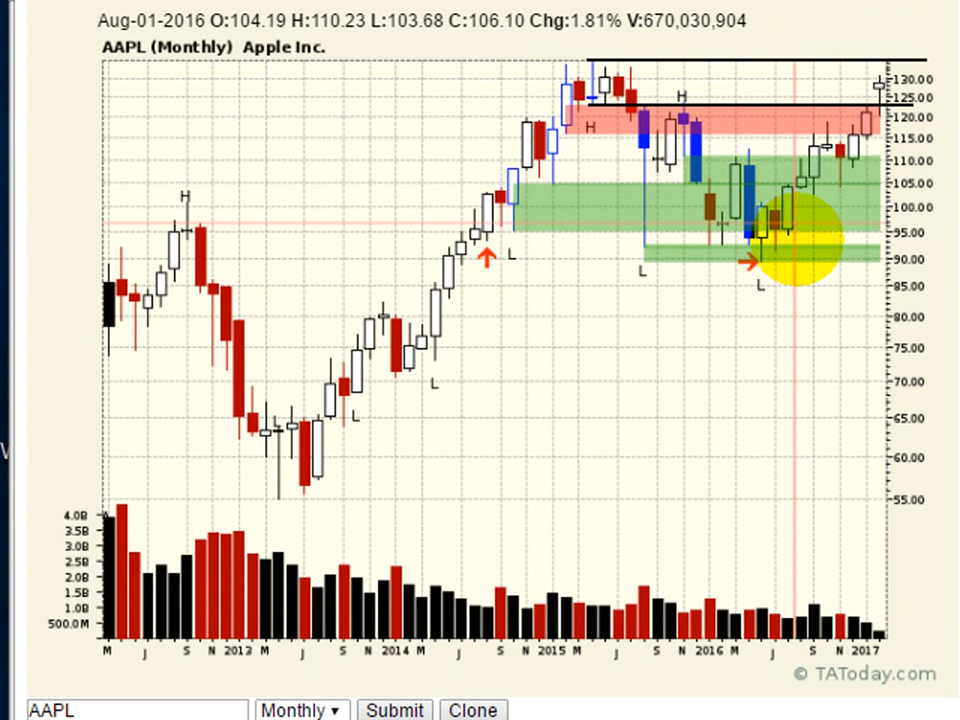 Aug-01-2016 O:104.19 H:110.23 L:103.68 C:106.10 Chg:1.81% V:670,030,904
AAPL (Monthly) Apple Inc.
130.00
H
125.00
H
120.00
115.00
110.00
105.00
H
100.00
95.00
L
90.00
L
L
85.00
80.00
75.00
L
70.00
L
L
65.00
60.00
55.00
4.0B
3.5B
3.0B
2.5B
2.0B
1.5B
1.0B
500.0M
M J S N 2013 M J S N 2014 M J S N 2015 M J S N 2016 M J S N 2017
© TAToday.com
AAPL Monthly Submit Clone